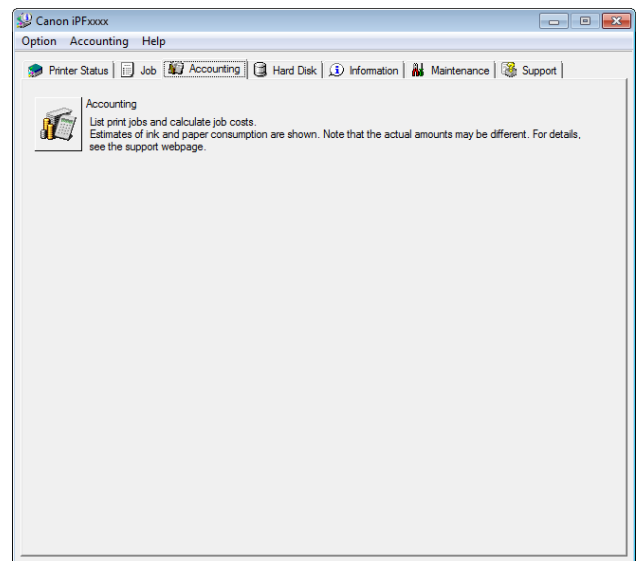 Canon iPFxxxx
Option Accounting Help
Printer Status Job Accounting Hard Disk Information Maintenance Support
Accounting
List print jobs and calculate job costs.
Estimates of ink and paper consumption are shown. Note that the actual amounts may be different. For details,
see the support webpage.